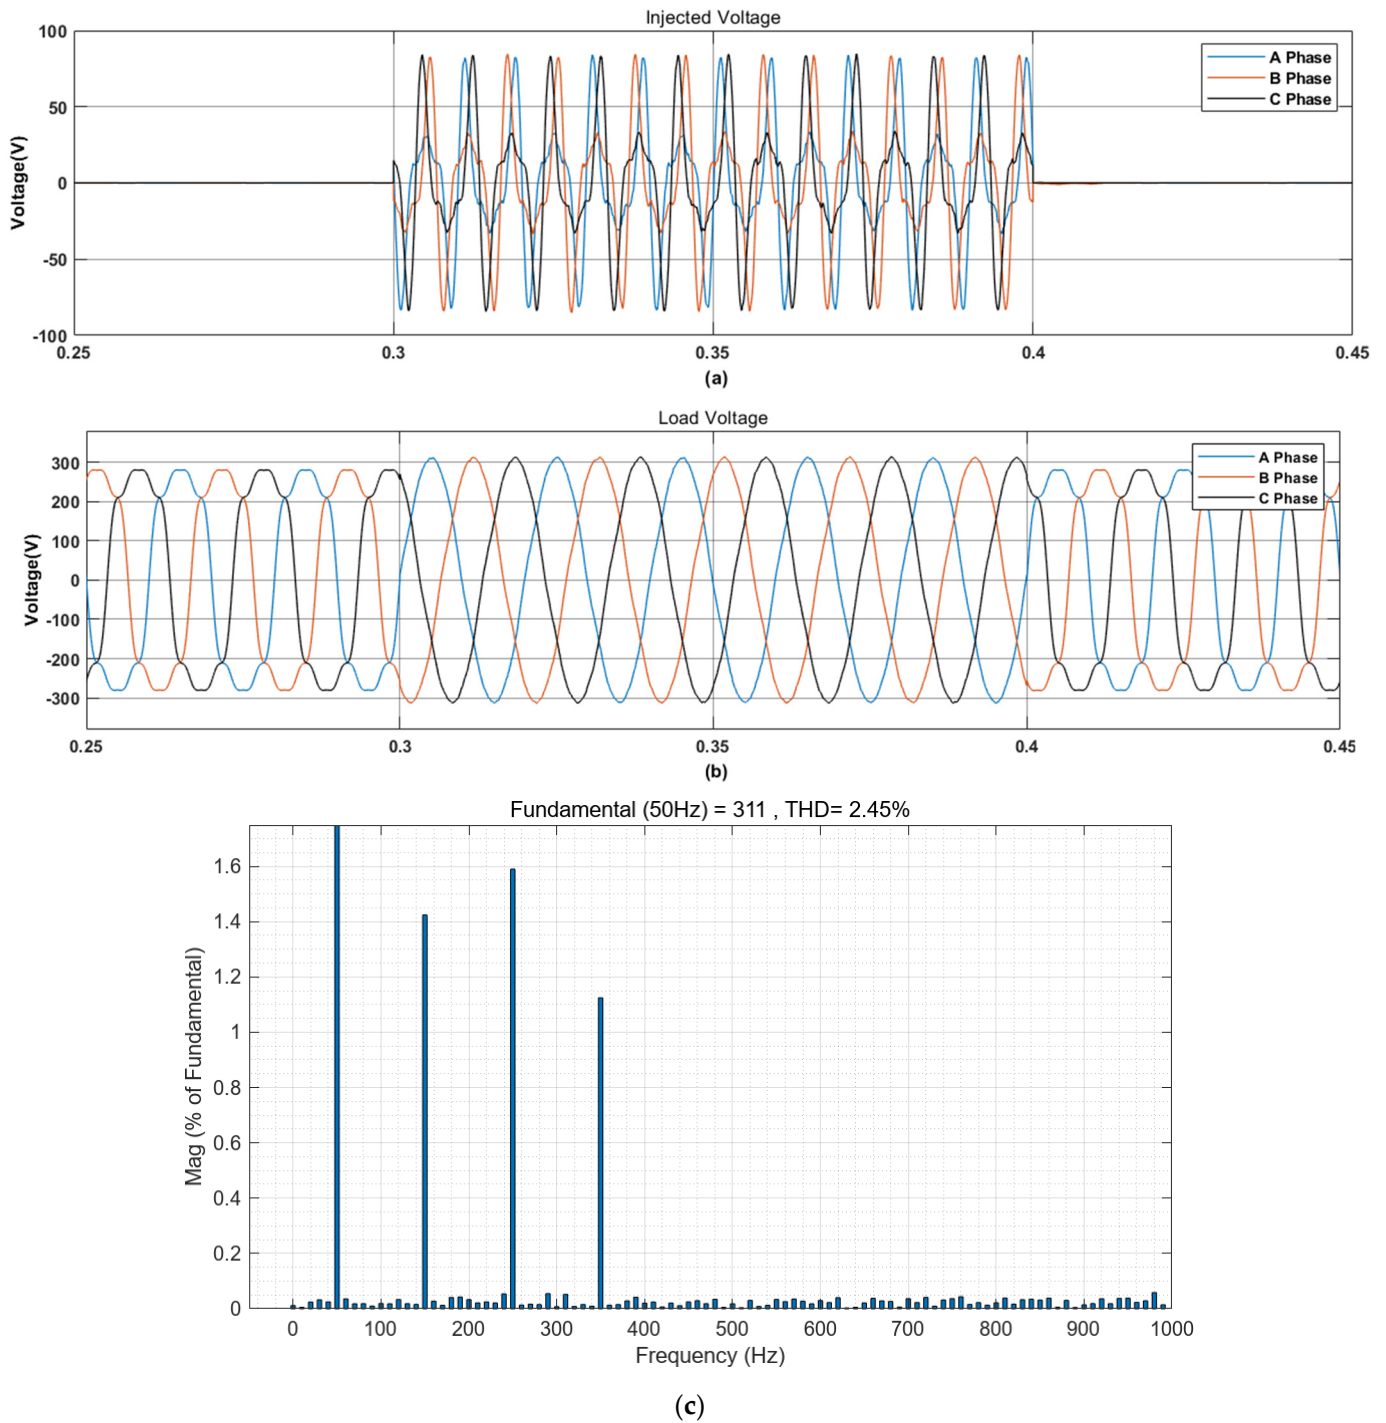 Injected Voltage
100
50
0
-50
-100
Voltage(V)
A Phase
B Phase
C Phase
0.25
0.3
0.35
0.4
0.45
(a)
Load Voltage
300
200
100
0
-100
-200
-300
Voltage(V)
A Phase
B Phase
C Phase
0.25
0.3
0.35
0.4
0.45
(b)
Fundamental (50Hz) = 311 , THD= 2.45%
1.6
1.4
1.2
1
0.8
0.6
0.4
0.2
0
Mag (% of Fundamental)
0
100
200
300
400
500
600
700
800
900
1000
Frequency (Hz)
(c)